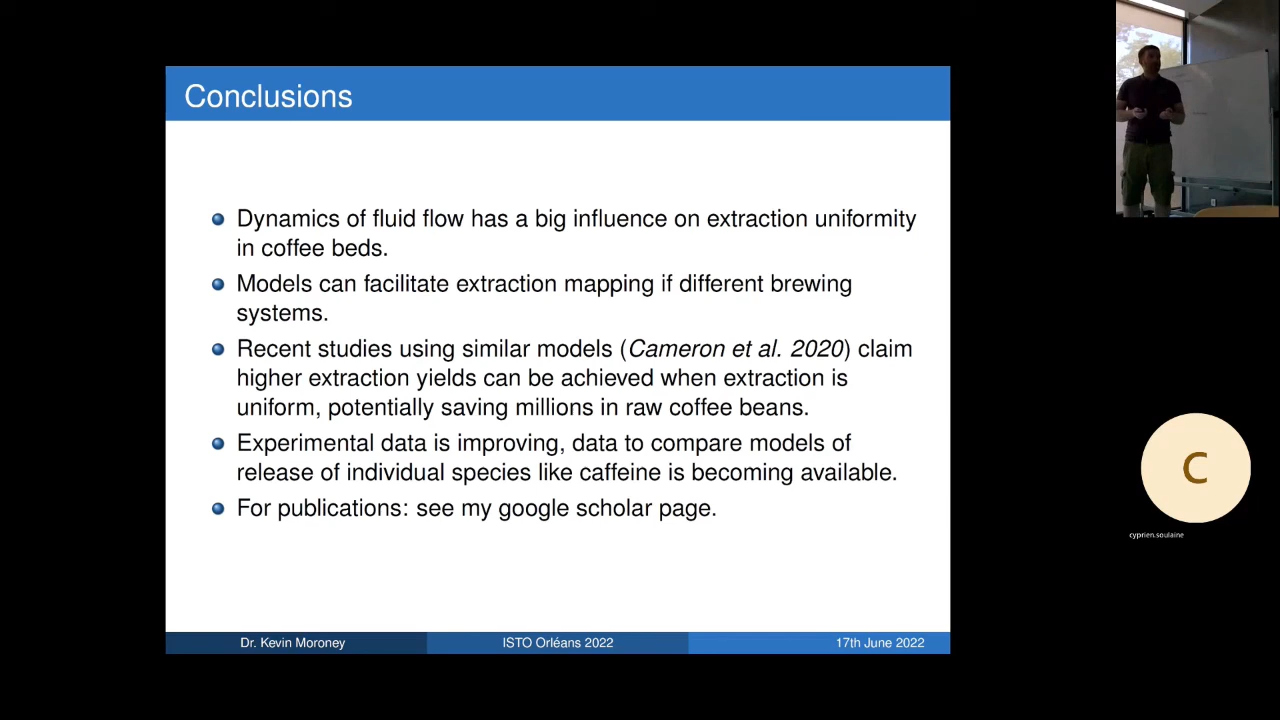 Conclusions
Dynamics of fluid flow has a big influence on extraction uniformity
in coffee beds.
Models can facilitate extraction mapping if different brewing
systems.
Recent studies using similar models (Cameron et al. 2020) claim
higher extraction yields can be achieved when extraction is
uniform, potentially saving millions in raw coffee beans.
Experimental data is improving, data to compare models of
release of individual species like caffeine is becoming available.
For publications: see my google scholar page.
Dr. Kevin Moroney
ISTO Orléans 2022
17th June 2022
C
cyprien.soulaine